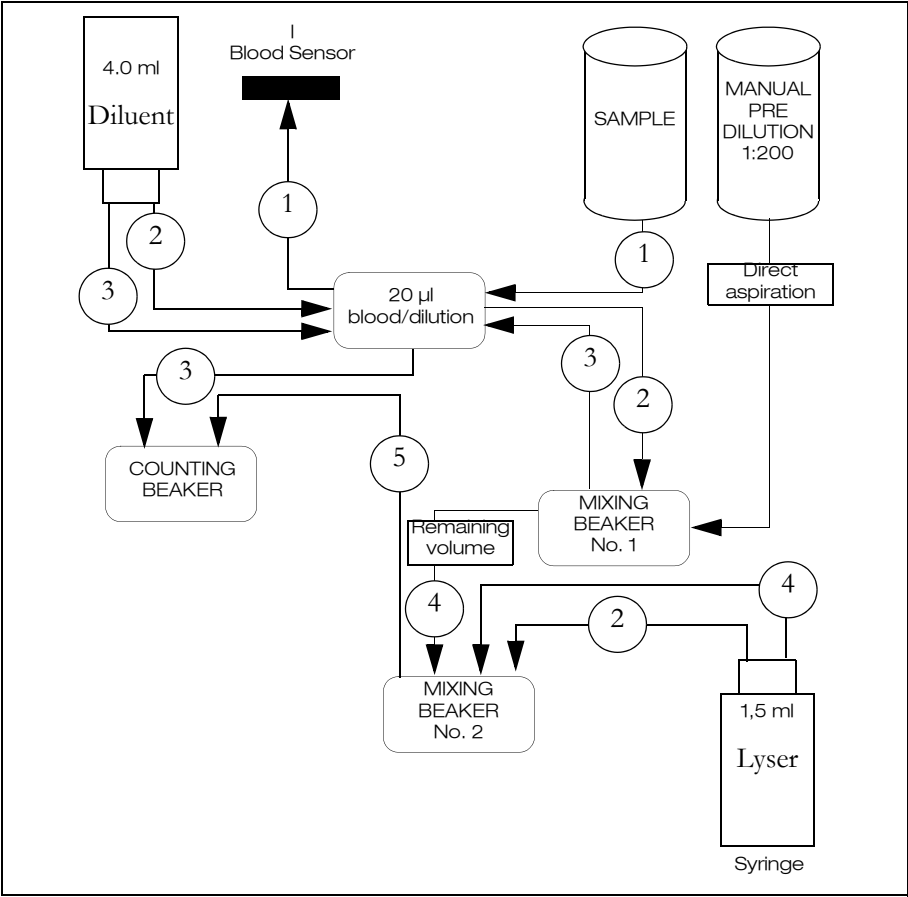 I
Blood Sensor
4.0 ml
Diluent
SAMPLE
MANUAL
PRE
DILUTION
1:200
1
2
3
1
Direct
aspiration
20 µl
blood/dilution
3
3
2
5
COUNTING
BEAKER
MIXING
BEAKER
No. 1
Remaining
volume
4
4
2
MIXING
BEAKER
No. 2
1,5 ml
Lyser
Syringe